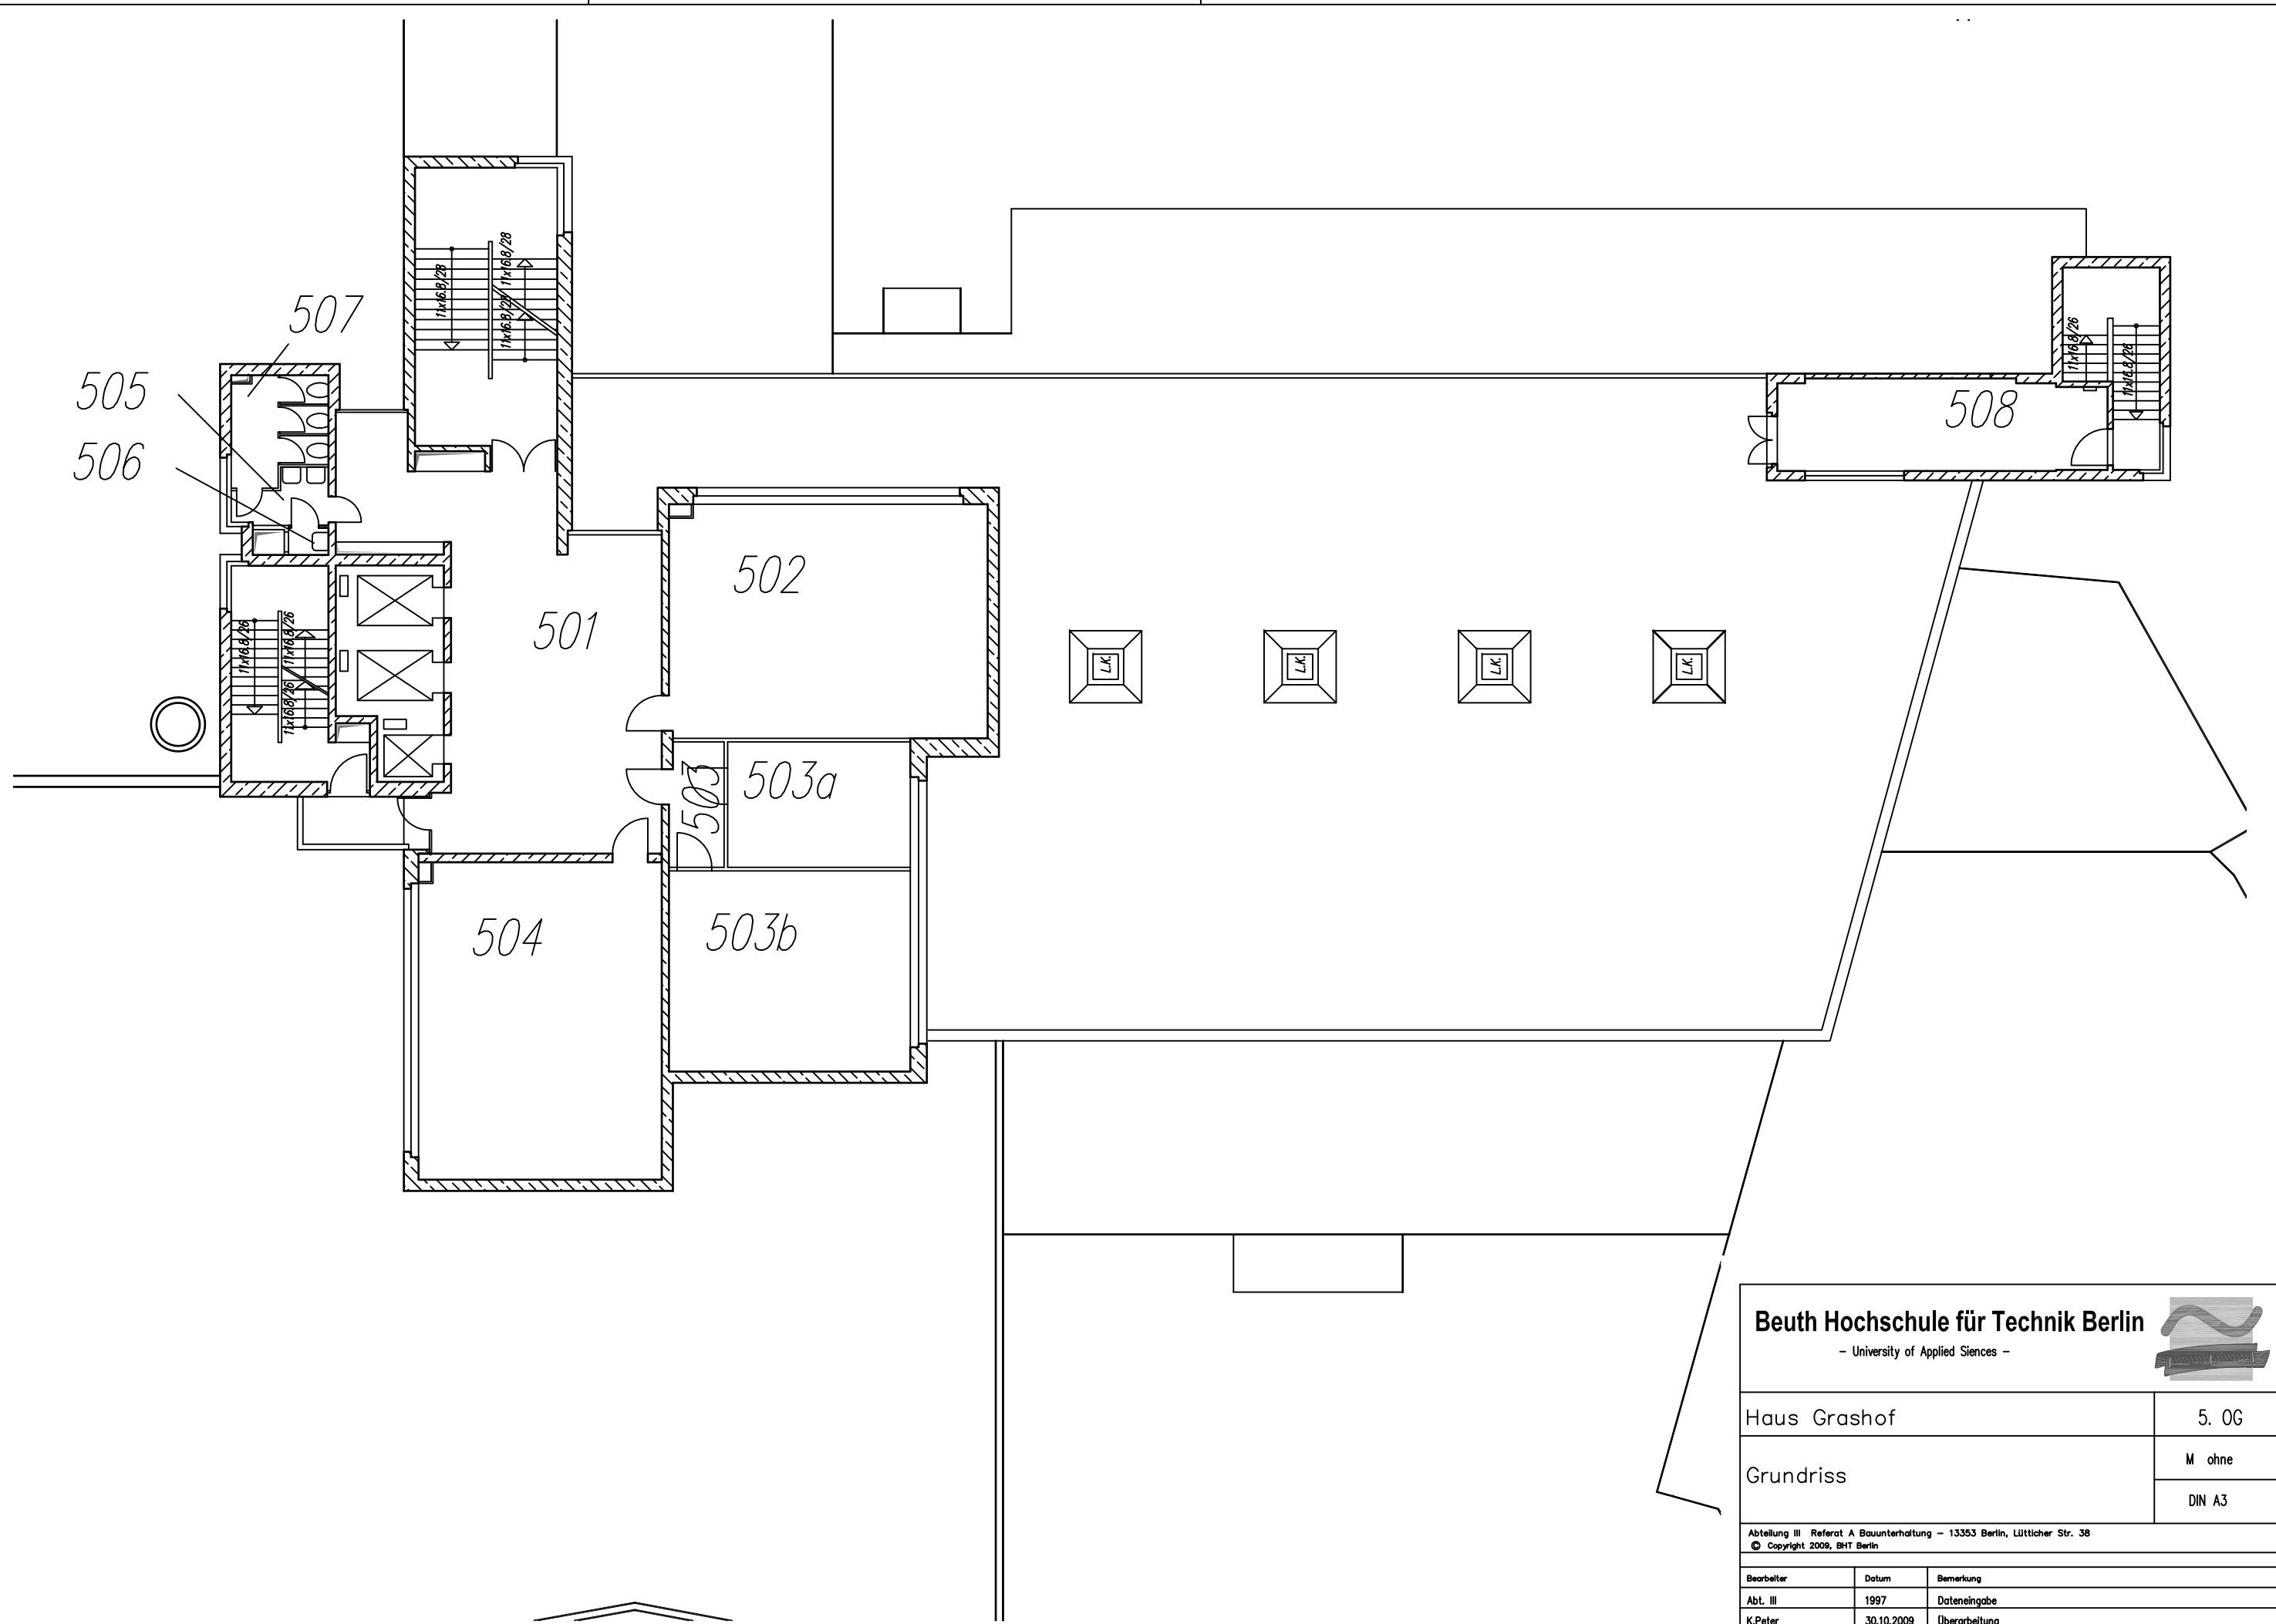 11x16.8/28
11x16.8/28
11x16.8/28
507
505
506
11x16.8/26
11x16.8/26
508
502
501
11x16.8/26
11x16.8/26
11x16.8/26
L.K.
L.K.
L.K.
L.K.
503
503a
504
503b
Beuth Hochschule für Technik Berlin
– University of Applied Siences –
Haus Grashof
5. OG
Grundriss
M ohne
DIN A3
Abteilung III Referat A Bauunterhaltung – 13353 Berlin, Lütticher Str. 38
© Copyright 2009, BHT Berlin
Bearbeiter Datum Bemerkung
Abt. III 1997 Dateneingabe
K.Peter 30.10.2009 Überarbeitung